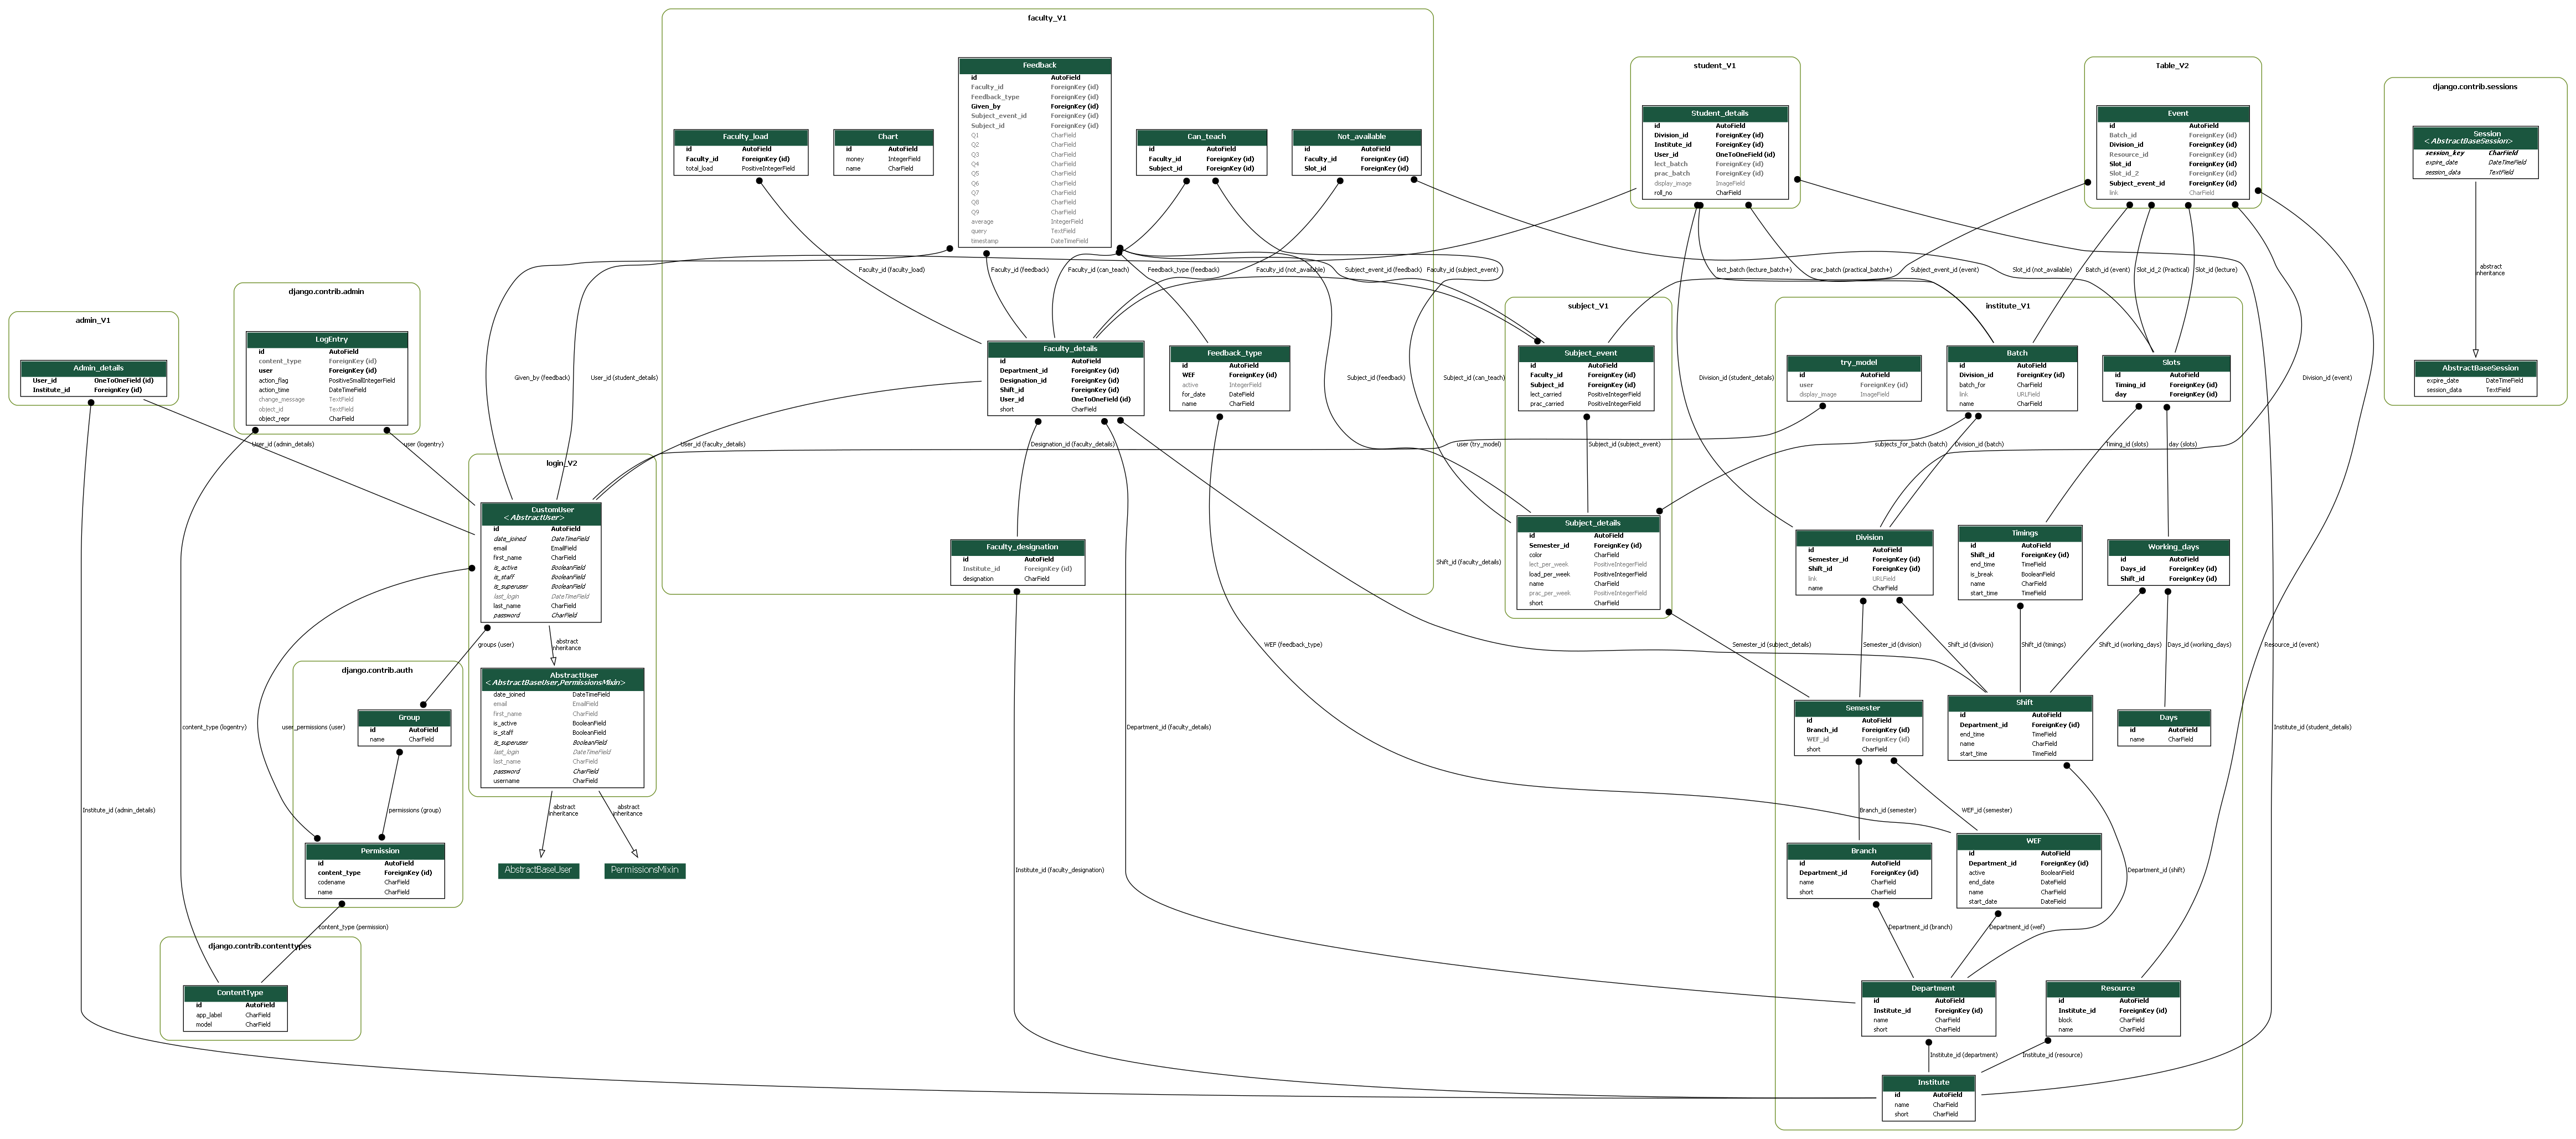 faculty_V1
Feedback
id AutoField
Faculty_id ForeignKey (id)
Feedback_type ForeignKey (id)
Given_by ForeignKey (id)
Subject_event_id ForeignKey (id)
Subject_id ForeignKey (id)
Q1 CharField
Q2 CharField
Q3 CharField
Q4 CharField
Q5 CharField
Q6 CharField
Q7 CharField
Q8 CharField
Q9 CharField
average IntegerField
query TextField
timestamp DateTimeField
Faculty_load
id AutoField
Faculty_id ForeignKey (id)
total_load PositiveIntegerField
Chart
id AutoField
money IntegerField
name CharField
Can_teach
id AutoField
Faculty_id ForeignKey (id)
Subject_id ForeignKey (id)
Not_available
id AutoField
Faculty_id ForeignKey (id)
Slot_id ForeignKey (id)
student_V1
Student_details
id AutoField
Division_id ForeignKey (id)
Institute_id ForeignKey (id)
User_id OneToOneField (id)
lect_batch ForeignKey (id)
prac_batch ForeignKey (id)
display_image ImageField
roll_no CharField
Table_V2
Event
id AutoField
Batch_id ForeignKey (id)
Division_id ForeignKey (id)
Resource_id ForeignKey (id)
Slot_id ForeignKey (id)
Slot_id_2 ForeignKey (id)
Subject_event_id ForeignKey (id)
link CharField
django.contrib.sessions
Session
<AbstractBaseSession>
session_key CharField
expire_date DateTimeField
session_data TextField
abstract
inheritance
AbstractBaseSession
expire_date DateTimeField
session_data TextField
Faculty_id (faculty_load)
Faculty_id (feedback)
Faculty_id (can_teach)
Feedback_type (feedback)
Faculty_id (not_available)
Subject_event_id (feedback)
Faculty_id (subject_event)
lect_batch (lecture_batch+)
prac_batch (practical_batch+)
Subject_event_id (event)
Slot_id (not_available)
Batch_id (event)
Slot_id_2 (Practical)
Slot_id (lecture)
admin_V1
Admin_details
User_id OneToOneField (id)
Institute_id ForeignKey (id)
django.contrib.admin
LogEntry
id AutoField
content_type ForeignKey (id)
user ForeignKey (id)
action_flag PositiveSmallIntegerField
action_time DateTimeField
change_message TextField
object_id TextField
object_repr CharField
Given_by (feedback)
User_id (student_details)
Faculty_details
id AutoField
Department_id ForeignKey (id)
Designation_id ForeignKey (id)
Shift_id ForeignKey (id)
User_id OneToOneField (id)
short CharField
Feedback_type
id AutoField
WEF ForeignKey (id)
active IntegerField
for_date DateField
name CharField
Subject_id (feedback)
Subject_id (can_teach)
subject_V1
Subject_event
id AutoField
Faculty_id ForeignKey (id)
Subject_id ForeignKey (id)
lect_carried PositiveIntegerField
prac_carried PositiveIntegerField
Division_id (student_details)
institute_V1
try_model
id AutoField
user ForeignKey (id)
display_image ImageField
Batch
id AutoField
Division_id ForeignKey (id)
batch_for CharField
link URLField
name CharField
Slots
id AutoField
Timing_id ForeignKey (id)
day ForeignKey (id)
Division_id (event)
User_id (admin_details)
user (logentry)
User_id (faculty_details)
Designation_id (faculty_details)
user (try_model)
Subject_id (subject_event)
subjects_for_batch (batch)
Division_id (batch)
Timing_id (slots)
day (slots)
login_V2
CustomUser
<AbstractUser>
id AutoField
date_joined DateTimeField
email EmailField
first_name CharField
is_active BooleanField
is_staff BooleanField
is_superuser BooleanField
last_login DateTimeField
last_name CharField
password CharField
Faculty_designation
id AutoField
Institute_id ForeignKey (id)
designation CharField
Shift_id (faculty_details)
Subject_details
id AutoField
Semester_id ForeignKey (id)
color CharField
lect_per_week PositiveIntegerField
load_per_week PositiveIntegerField
name CharField
prac_per_week PositiveIntegerField
short CharField
Division
id AutoField
Semester_id ForeignKey (id)
Shift_id ForeignKey (id)
link URLField
name CharField
Timings
id AutoField
Shift_id ForeignKey (id)
end_time TimeField
is_break BooleanField
name CharField
start_time TimeField
Working_days
id AutoField
Days_id ForeignKey (id)
Shift_id ForeignKey (id)
groups (user)
abstract
inheritance
WEF (feedback_type)
Semester_id (subject_details)
Semester_id (division)
Shift_id (division)
Shift_id (timings)
Shift_id (working_days)
Days_id (working_days)
Resource_id (event)
django.contrib.auth
AbstractUser
<AbstractBaseUser,PermissionsMixin>
date_joined DateTimeField
email EmailField
first_name CharField
is_active BooleanField
is_staff BooleanField
is_superuser BooleanField
last_login DateTimeField
last_name CharField
password CharField
username CharField
Group
id AutoField
name CharField
content_type (logentry)
user_permissions (user)
Department_id (faculty_details)
Semester
id AutoField
Branch_id ForeignKey (id)
WEF_id ForeignKey (id)
short CharField
Shift
id AutoField
Department_id ForeignKey (id)
end_time TimeField
name CharField
start_time TimeField
Days
id AutoField
name CharField
Institute_id (student_details)
Institute_id (admin_details)
permissions (group)
abstract
inheritance
abstract
inheritance
Branch_id (semester)
WEF_id (semester)
Permission
id AutoField
content_type ForeignKey (id)
codename CharField
name CharField
AbstractBaseUser
PermissionsMixin
Institute_id (faculty_designation)
Branch
id AutoField
Department_id ForeignKey (id)
name CharField
short CharField
WEF
id AutoField
Department_id ForeignKey (id)
active BooleanField
end_date DateField
name CharField
start_date DateField
Department_id (shift)
content_type (permission)
Department_id (branch)
Department_id (wef)
django.contrib.contenttypes
ContentType
id AutoField
app_label CharField
model CharField
Department
id AutoField
Institute_id ForeignKey (id)
name CharField
short CharField
Resource
id AutoField
Institute_id ForeignKey (id)
block CharField
name CharField
Institute_id (department)
Institute_id (resource)
Institute
id AutoField
name CharField
short CharField